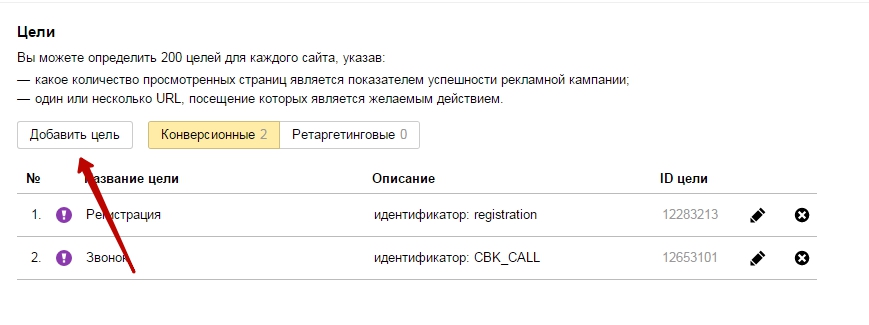 Цели
Вы можете определить 200 целей для каждого сайта, указав:
— какое количество просмотренных страниц является показателем успешности рекламной кампании;
— один или несколько URL, посещение которых является желаемым действием.
Добавить цель Конверсионные 2 Ретаргетинговые 0
№ Название цели Описание ID цели
1. Регистрация идентификатор: registration 12283213
2. Звонок идентификатор: CBK_CALL 12653101